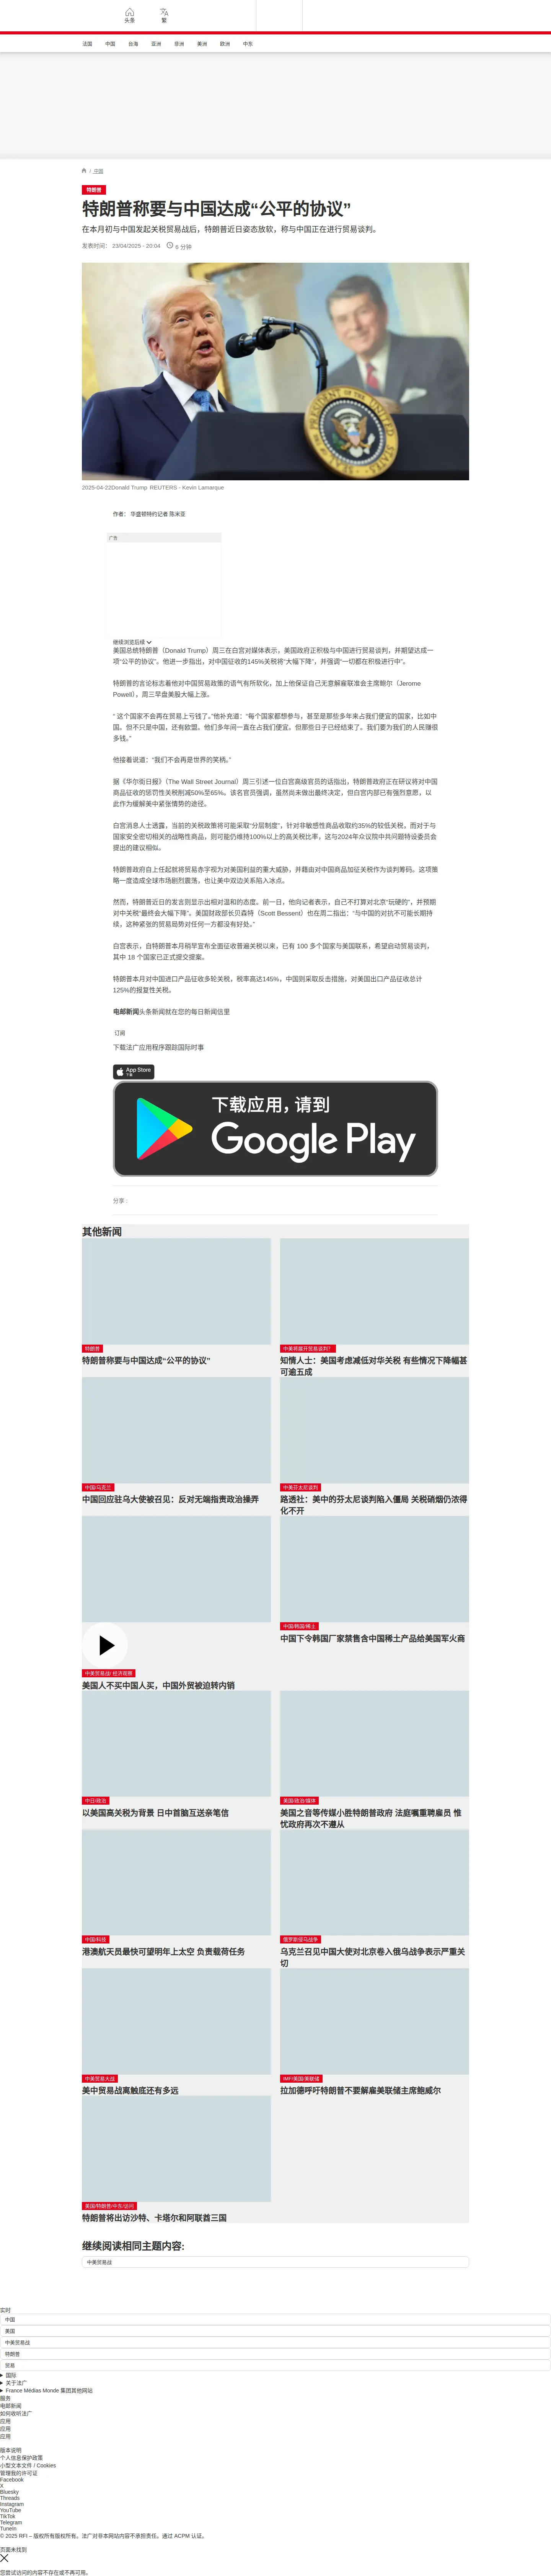 头条
繁
法国
中国
台海
亚洲
非洲
美洲
欧洲
中东
/ 中国
特朗普
特朗普称要与中国达成“公平的协议”
在本月初与中国发起关税贸易战后，特朗普近日姿态放软，称与中国正在进行贸易谈判。
发表时间： 23/04/2025 - 20:04
6 分钟
2025-04-22Donald Trump REUTERS - Kevin Lamarque
作者： 华盛顿特约记者 陈米亚
广告
继续浏览后续
美国总统特朗普（Donald Trump）周三在白宫对媒体表示，美国政府正积极与中国进行贸易谈判，并期望达成一
项“公平的协议”。他进一步指出，对中国征收的145%关税将“大幅下降”，并强调“一切都在积极进行中”。
特朗普的言论标志着他对中国贸易政策的语气有所软化，加上他保证自己无意解雇联准会主席鲍尔（Jerome
Powell），周三早盘美股大幅上涨。
“ 这个国家不会再在贸易上亏钱了。”他补充道：“每个国家都想参与，甚至是那些多年来占我们便宜的国家，比如中
国。但不只是中国，还有欧盟。他们多年间一直在占我们便宜。但那些日子已经结束了。我们要为我们的人民赚很
多钱。”
他接着说道：“我们不会再是世界的笑柄。”
据《华尔街日报》（The Wall Street Journal）周三引述一位白宫高级官员的话指出，特朗普政府正在研议将对中国
商品征收的惩罚性关税削减50%至65%。该名官员强调，虽然尚未做出最终决定，但白宫内部已有强烈意愿，以
此作为缓解美中紧张情势的途径。
白宫消息人士透露，当前的关税政策将可能采取“分层制度”，针对非敏感性商品收取约35%的较低关税，而对于与
国家安全密切相关的战略性商品，则可能仍维持100%以上的高关税比率，这与2024年众议院中共问题特设委员会
提出的建议相似。
特朗普政府自上任起就将贸易赤字视为对美国利益的重大威胁，并藉由对中国商品加征关税作为谈判筹码。这项策
略一度造成全球市场剧烈震荡，也让美中双边关系陷入冰点。
然而，特朗普近日的发言则显示出相对温和的态度。前一日，他向记者表示，自己不打算对北京“玩硬的”，并预期
对中关税“最终会大幅下降”。美国财政部长贝森特（Scott Bessent）也在周二指出：“与中国的对抗不可能长期持
续，这种紧张的贸易局势对任何一方都没有好处。”
白宫表示，自特朗普本月稍早宣布全面征收普遍关税以来，已有 100 多个国家与美国联系，希望启动贸易谈判，
其中 18 个国家已正式提交提案。
特朗普本月对中国进口产品征收多轮关税，税率高达145%，中国则采取反击措施，对美国出口产品征收总计
125%的报复性关税。
电邮新闻头条新闻就在您的每日新闻信里
订阅
下载法广应用程序跟踪国际时事
App Store
下载
下载应用，请到
Google Play
分享 :
其他新闻
特朗普
特朗普称要与中国达成“公平的协议”
中美将能开贸易谈判？
知情人士：美国考虑减低对华关税 有些情况下降幅甚
可逾五成
中国/乌克兰
中国回应驻乌大使被召见：反对无端指责政治操弄
中美芬太尼谈判
路透社：美中的芬太尼谈判陷入僵局 关税硝烟仍浓得
化不开
中美贸易战/ 经济观察
美国人不买中国人买，中国外贸被迫转内销
中国/韩国/稀土
中国下令韩国厂家禁售含中国稀土产品给美国军火商
中日/政治
以美国高关税为背景 日中首脑互送亲笔信
美国/政治/媒体
美国之音等传媒小胜特朗普政府 法庭嘱重聘雇员 惟
忧政府再次不遵从
中国/科技
港澳航天员最快可望明年上太空 负责载荷任务
俄罗斯侵乌战争
乌克兰召见中国大使对北京卷入俄乌战争表示严重关
切
中美贸易大战
美中贸易战离触底还有多远
IMF/美国/美联储
拉加德呼吁特朗普不要解雇美联储主席鲍威尔
美国/特朗普/中东/访问
特朗普将出访沙特、卡塔尔和阿联酋三国
继续阅读相同主题内容:
中美贸易战
实时
中国
美国
中美贸易战
特朗普
贸易
国际
关于法广
France Médias Monde 集团其他网站
服务
电邮新闻
如何收听法广
应用
应用
应用
版本说明
个人信息保护政策
小型文本文件 / Cookies
管理我的许可证
Facebook
X
Bluesky
Threads
Instagram
YouTube
TikTok
Telegram
TuneIn
© 2025 RFI – 版权所有版权所有。法广对非本网站内容不承担责任。通过 ACPM 认证。
页面未找到
您尝试访问的内容不存在或不再可用。